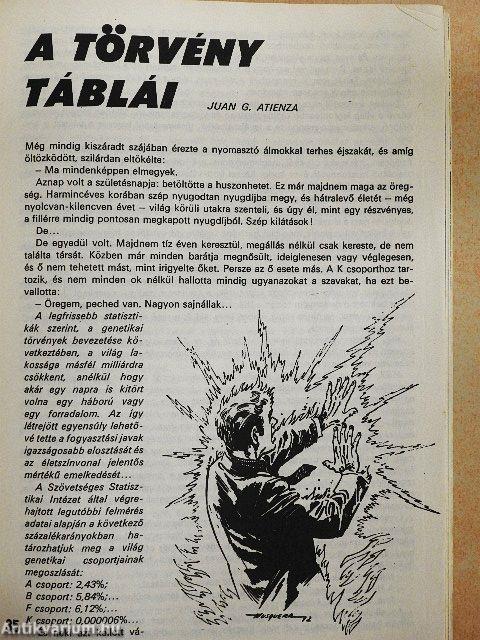 A TÖRVÉNY
TÁBLÁI
JUAN G. ATIENZA
Még mindig kiszáradt szájában érezte a nyomasztó álmokkal terhes éjszakát, és amíg
öltözködött, szilárdan eltökélte:
– Ma mindenképpen elmegyek.
Aznap volt a születésnapja: betöltötte a huszonhetet. Ez már majdnem maga az öreg-
ség. Harmincéves korában szép nyugodtan nyugdíjba megy, és hátralevő életét – még
nyolcvan-kilencven évet – világ körüli utakra szenteli, és úgy él, mint egy részvényes,
a fillérre mindig pontosan megkapott nyugdíjból. Szép kilátások!
De...
De egyedül volt. Majdnem tíz éven keresztül, megállás nélkül csak kereste, de nem
találta társát. Közben már minden barátja megnősült, ideiglenesen vagy véglegesen,
és ő nem tehetett mást, mint irigyelte őket. Persze az ő esete más. A K csoporthoz tar-
tozik, és nem minden ok nélkül hallotta mindig ugyanazokat a szavakat, ha ezt be-
vallotta:
– Öregem, peched van. Nagyon sajnállak...
A legfrissebb statiszti-
kák szerint, a genetikai
törvények bevezetése kö-
vetkeztében, a világ la-
kossága másfél milliárdra
csökkent, anélkül hogy
akár egy napra is kitört
volna egy háború vagy
egy forradalom. Az így
létrejött egyensúly lehető-
vé tette a fogyasztási javak
igazságosabb elosztását és
az életszínvonal jelentős
mértékű emelkedését...
A Szövetséges Statisz-
tikai Intézet által végre-
hajtott legutóbbi felmérés
adatai alapján a következő
százalékarányokban ha-
tározhatjuk meg a világ
genetikai csoportjainak
megoszlását:
A csoport: 2,43%;
B csoport: 5,84%;...
F csoport: 6,12%;...
K csoport: 0,000006%...
35
Antikvarium.hu